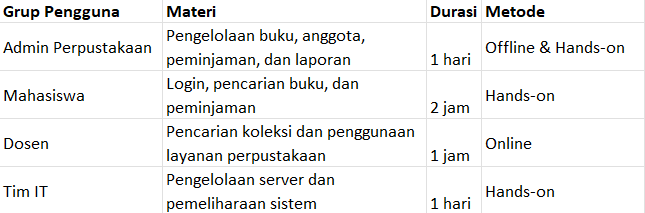 Grup Pengguna Materi Durasi Metode
Admin Perpustakaan Pengelolaan buku, anggota,
peminjaman, dan laporan 1 hari Offline & Hands-on
Mahasiswa Login, pencarian buku, dan
peminjaman 2 jam Hands-on
Dosen Pencarian koleksi dan penggunaan
layanan perpustakaan 1 jam Online
Tim IT Pengelolaan server dan
pemeliharaan sistem 1 hari Hands-on